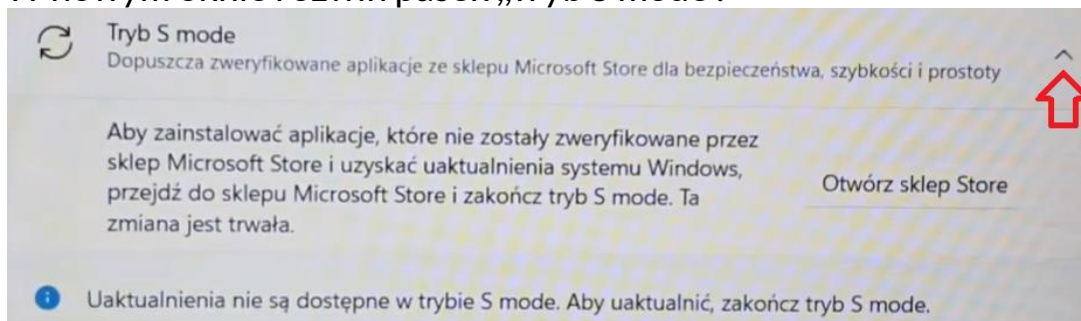 Tryb S mode
Dopuszcza zweryfikowane aplikacje ze sklepu Microsoft Store dla bezpieczeństwa, szybkości i prostoty
Aby zainstalować aplikacje, które nie zostały zweryfikowane przez
sklep Microsoft Store i uzyskać uaktualnienia systemu Windows,
przejdź do sklepu Microsoft Store i zakończ tryb S mode. Ta
zmiana jest trwała.
Otwórz sklep Store
Uaktualnienia nie są dostępne w trybie S mode. Aby uaktualnić, zakończ tryb S mode.